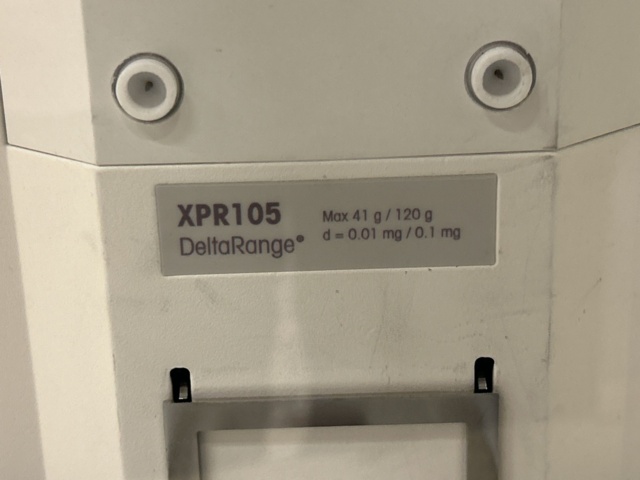 XPR105
DeltaRange®
Max 41 g / 120 g
d = 0.01 mg / 0.1 mg